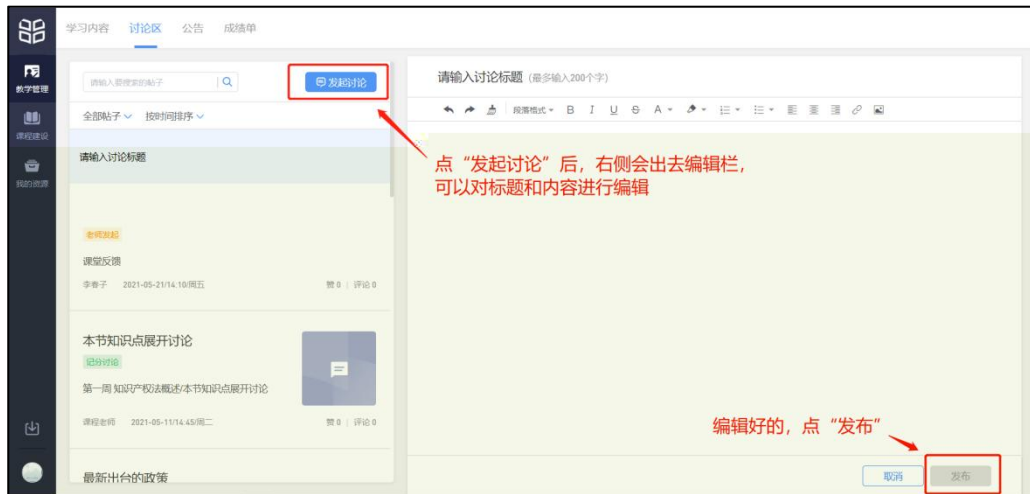 学习内容 讨论区 公告 成绩单
教学管理
课程建设
我的资源
请输入要搜索的帖子
发起讨论
全部帖子 按时间排序
请输入讨论标题
老师发起
课堂反馈
李春子 2021-05-21/14:10/周五 赞 0 | 评论 0
本节知识点展开讨论
记分讨论
第一周 知识产权法概述/本节知识点展开讨论
课程老师 2021-05-11/14:45/周二 赞 0 | 评论 0
最新出台的政策
请输入讨论标题 (最多输入200个字)
段落格式 B I U S A
点“发起讨论”后，右侧会出去编辑栏，
可以对标题和内容进行编辑
编辑好的，点“发布”
取消 发布